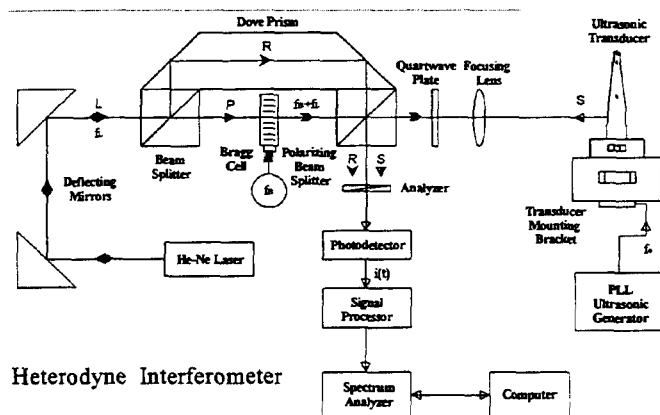 Dove Prism
Ultrasonic
Transducer
R
Quartwave
Plate
Focusing
Lens
L
P
fB+fL
S
fL
Beam
Splitter
Bragg
Cell
Polarizing
Beam
Splitter
fB
R
S
Analyzer
Deflecting
Mirrors
Transducer
Mounting
Bracket
Photodetector
He-Ne Laser
i(t)
PLL
Ultrasonic
Generator
Signal
Processor
Heterodyne Interferometer
Spectrum
Analyzer
Computer